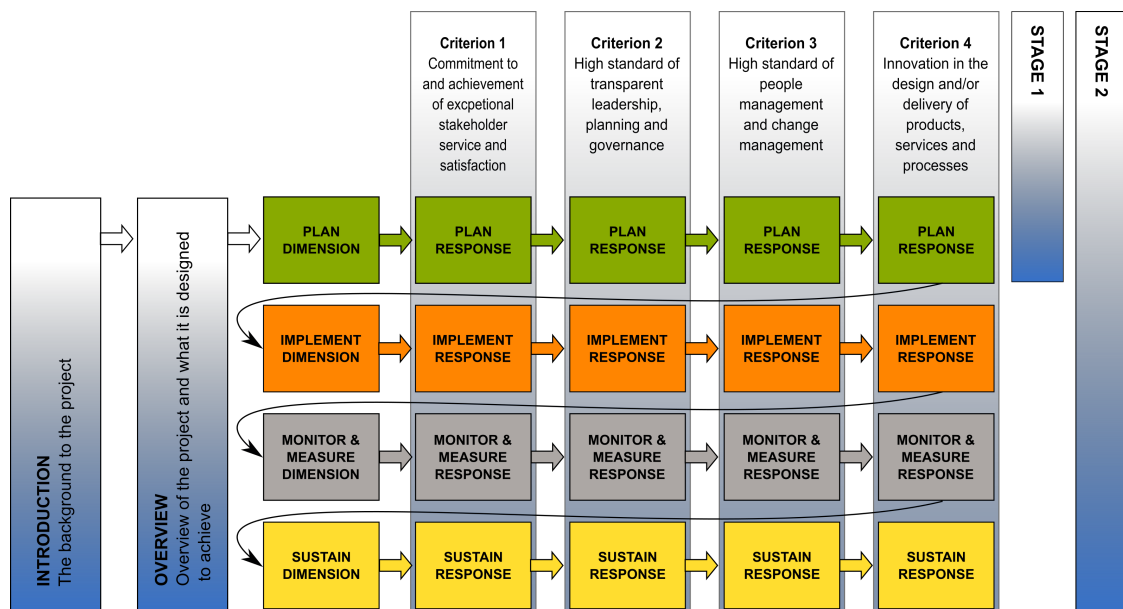 Criterion 1
Commitment to
and achievement
of excpetional
stakeholder
service and
satisfaction
Criterion 2
High standard of
transparent
leadership,
planning and
governance
Criterion 3
High standard of
people
management
and change
management
Criterion 4
Innovation in the
design and/or
delivery of
products,
services and
processes
STAGE 1
STAGE 2
INTRODUCTION
The background to the project
OVERVIEW
Overview of the project and what it is designed
to achieve
PLAN
DIMENSION
PLAN
RESPONSE
PLAN
RESPONSE
PLAN
RESPONSE
PLAN
RESPONSE
IMPLEMENT
DIMENSION
IMPLEMENT
RESPONSE
IMPLEMENT
RESPONSE
IMPLEMENT
RESPONSE
IMPLEMENT
RESPONSE
MONITOR &
MEASURE
DIMENSION
MONITOR &
MEASURE
RESPONSE
MONITOR &
MEASURE
RESPONSE
MONITOR &
MEASURE
RESPONSE
MONITOR &
MEASURE
RESPONSE
SUSTAIN
DIMENSION
SUSTAIN
RESPONSE
SUSTAIN
RESPONSE
SUSTAIN
RESPONSE
SUSTAIN
RESPONSE